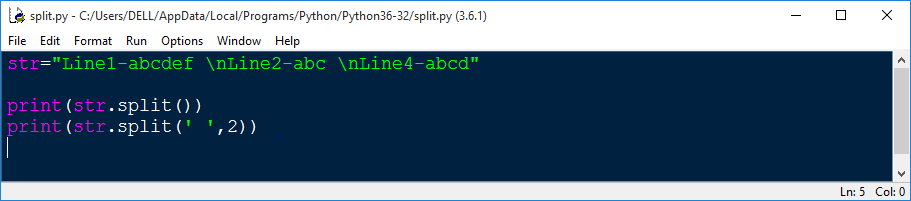 split.py - C:/Users/DELL/AppData/Local/Programs/Python/Python36-32/split.py (3.6.1)
File Edit Format Run Options Window Help
str="Line1-abcdef \nLine2-abc \nLine4-abcd"
print(str.split())
print(str.split(' ',2))
Ln: 5 Col: 0